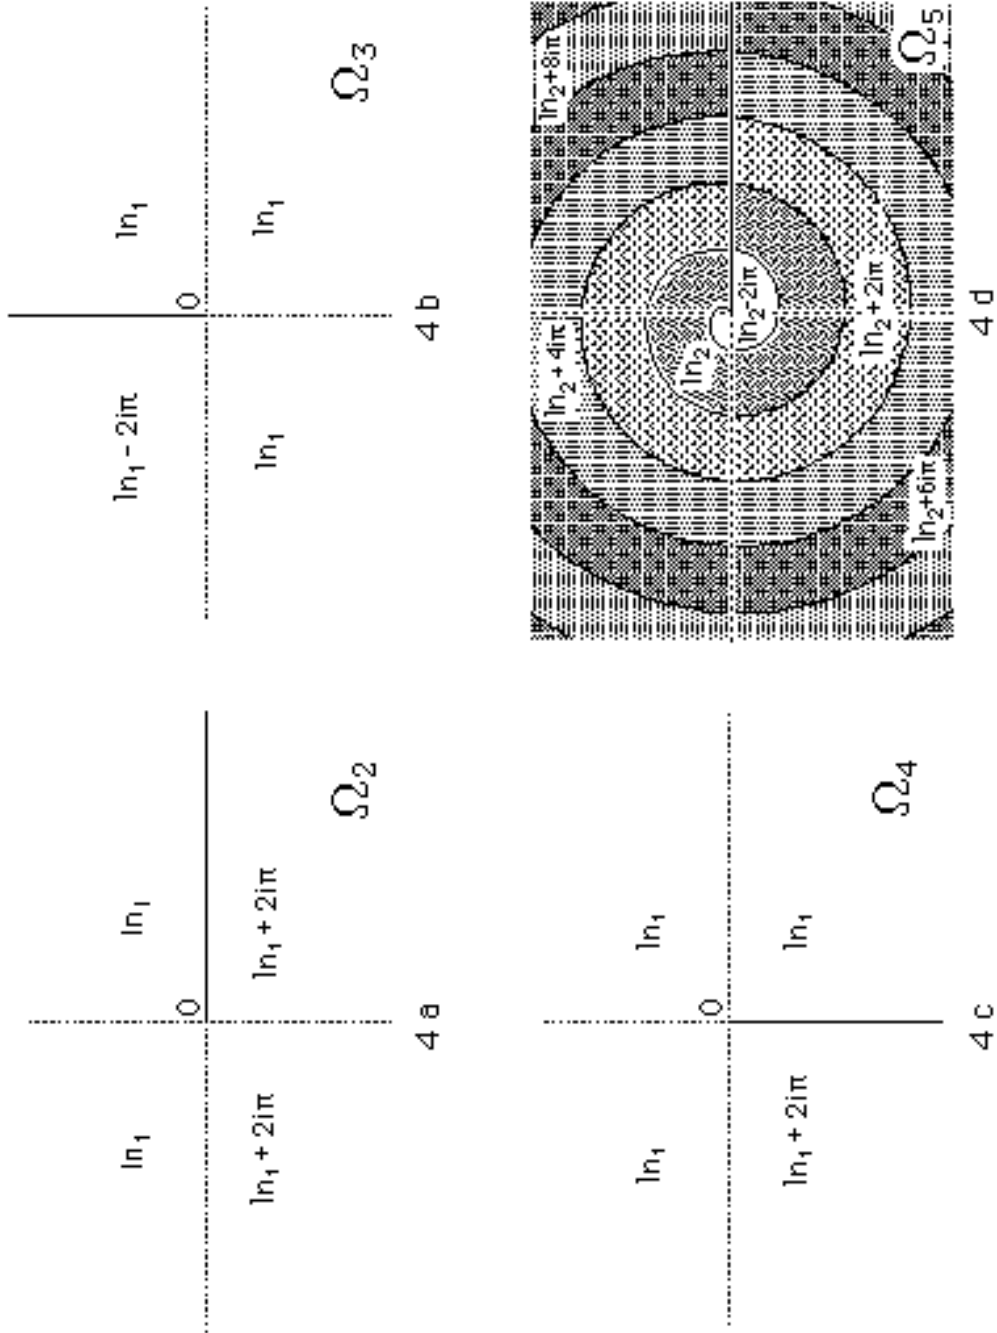 ln₁
ln₁
0
ln₁ + 2iπ
ln₁ + 2iπ
Ω₂
4 a
ln₁ - 2iπ
ln₁
0
ln₁
ln₁
Ω₃
4 b
ln₁
ln₁
0
ln₁ + 2iπ
ln₁
Ω₄
4 c
ln₂+8iπ
ln₂ + 4iπ
ln₂
ln₂-2iπ
ln₂ + 2iπ
ln₂+6iπ
Ω₅
4 d